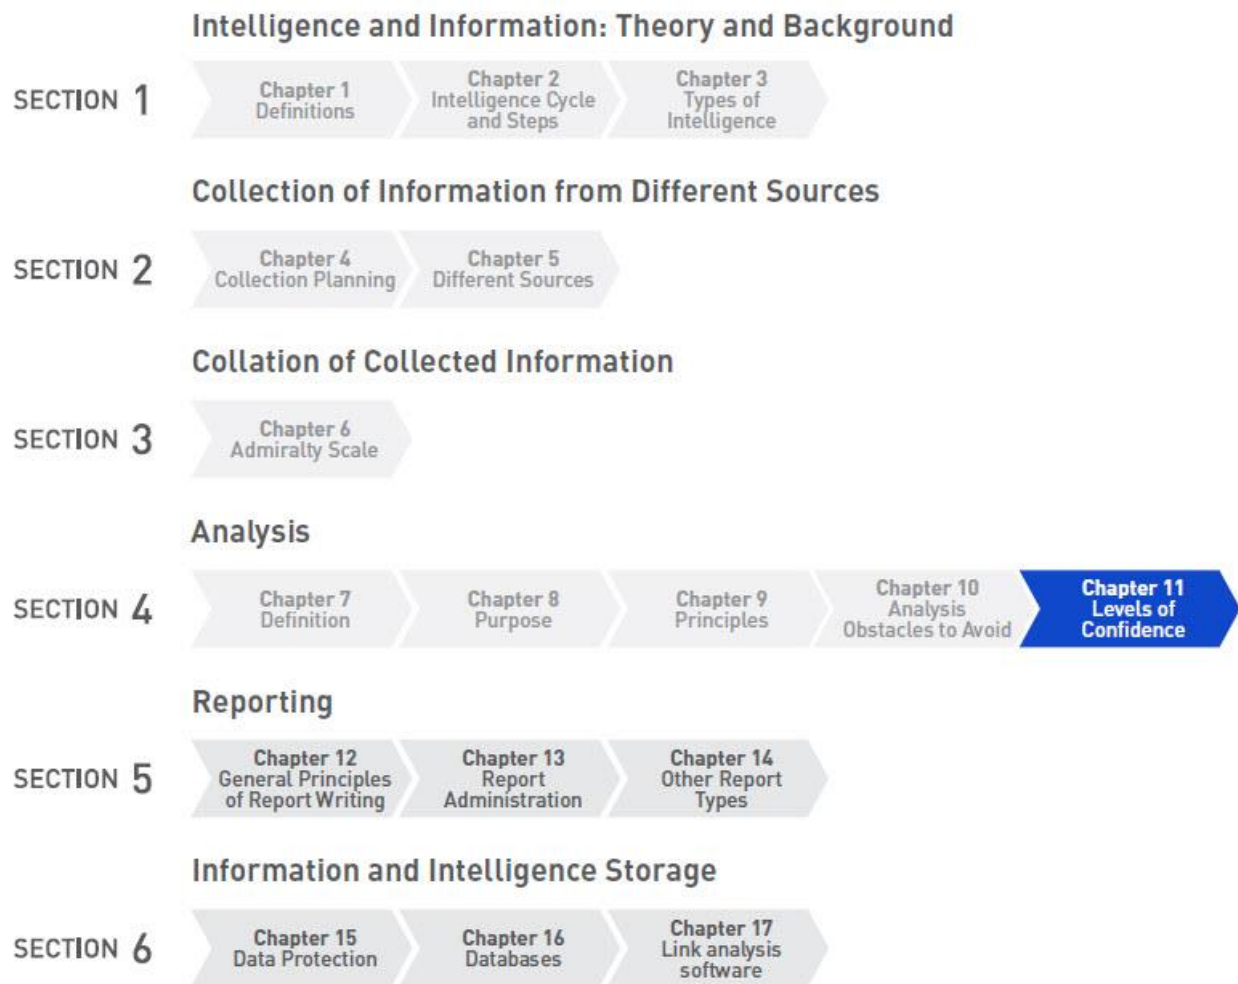 Intelligence and Information: Theory and Background
SECTION 1
Chapter 1
Definitions
Chapter 2
Intelligence Cycle
and Steps
Chapter 3
Types of
Intelligence
Collection of Information from Different Sources
SECTION 2
Chapter 4
Collection Planning
Chapter 5
Different Sources
Collation of Collected Information
SECTION 3
Chapter 6
Admiralty Scale
Analysis
SECTION 4
Chapter 7
Definition
Chapter 8
Purpose
Chapter 9
Principles
Chapter 10
Analysis
Obstacles to Avoid
Chapter 11
Levels of
Confidence
Reporting
SECTION 5
Chapter 12
General Principles
of Report Writing
Chapter 13
Report
Administration
Chapter 14
Other Report
Types
Information and Intelligence Storage
SECTION 6
Chapter 15
Data Protection
Chapter 16
Databases
Chapter 17
Link analysis
software